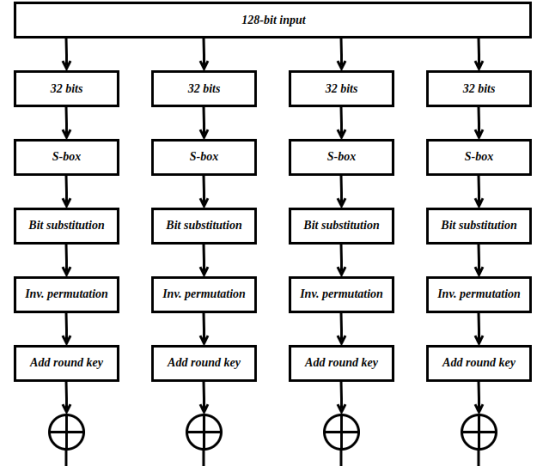 128-bit input
32 bits 32 bits 32 bits 32 bits
S-box S-box S-box S-box
Bit substitution Bit substitution Bit substitution Bit substitution
Inv. permutation Inv. permutation Inv. permutation Inv. permutation
Add round key Add round key Add round key Add round key